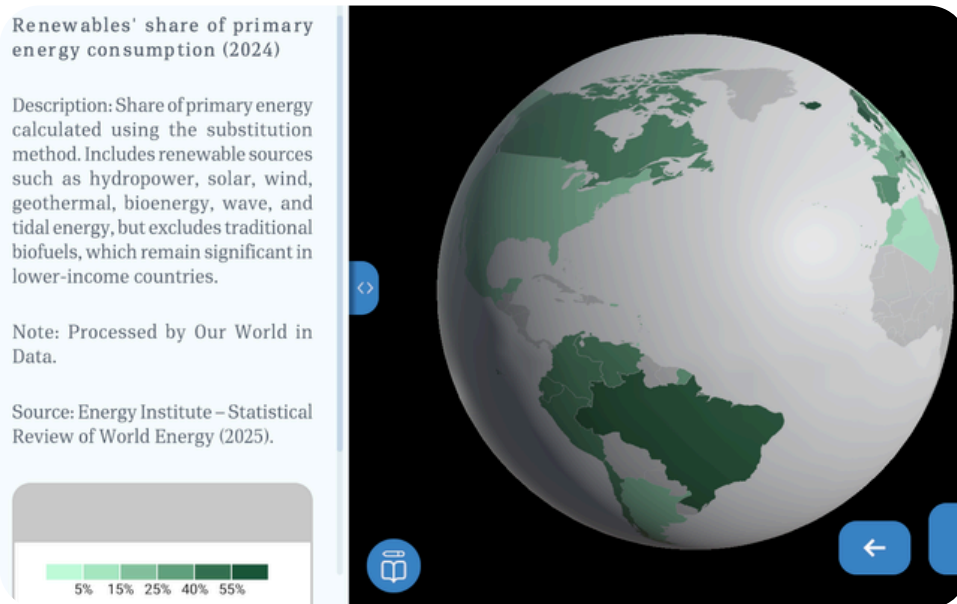 Renewables' share of primary
energy consumption (2024)
Description: Share of primary energy
calculated using the substitution
method. Includes renewable sources
such as hydropower, solar, wind,
geothermal, bioenergy, wave, and
tidal energy, but excludes traditional
biofuels, which remain significant in
lower-income countries.
Note: Processed by Our World in
Data.
Source: Energy Institute – Statistical
Review of World Energy (2025).
5% 15% 25% 40% 55%